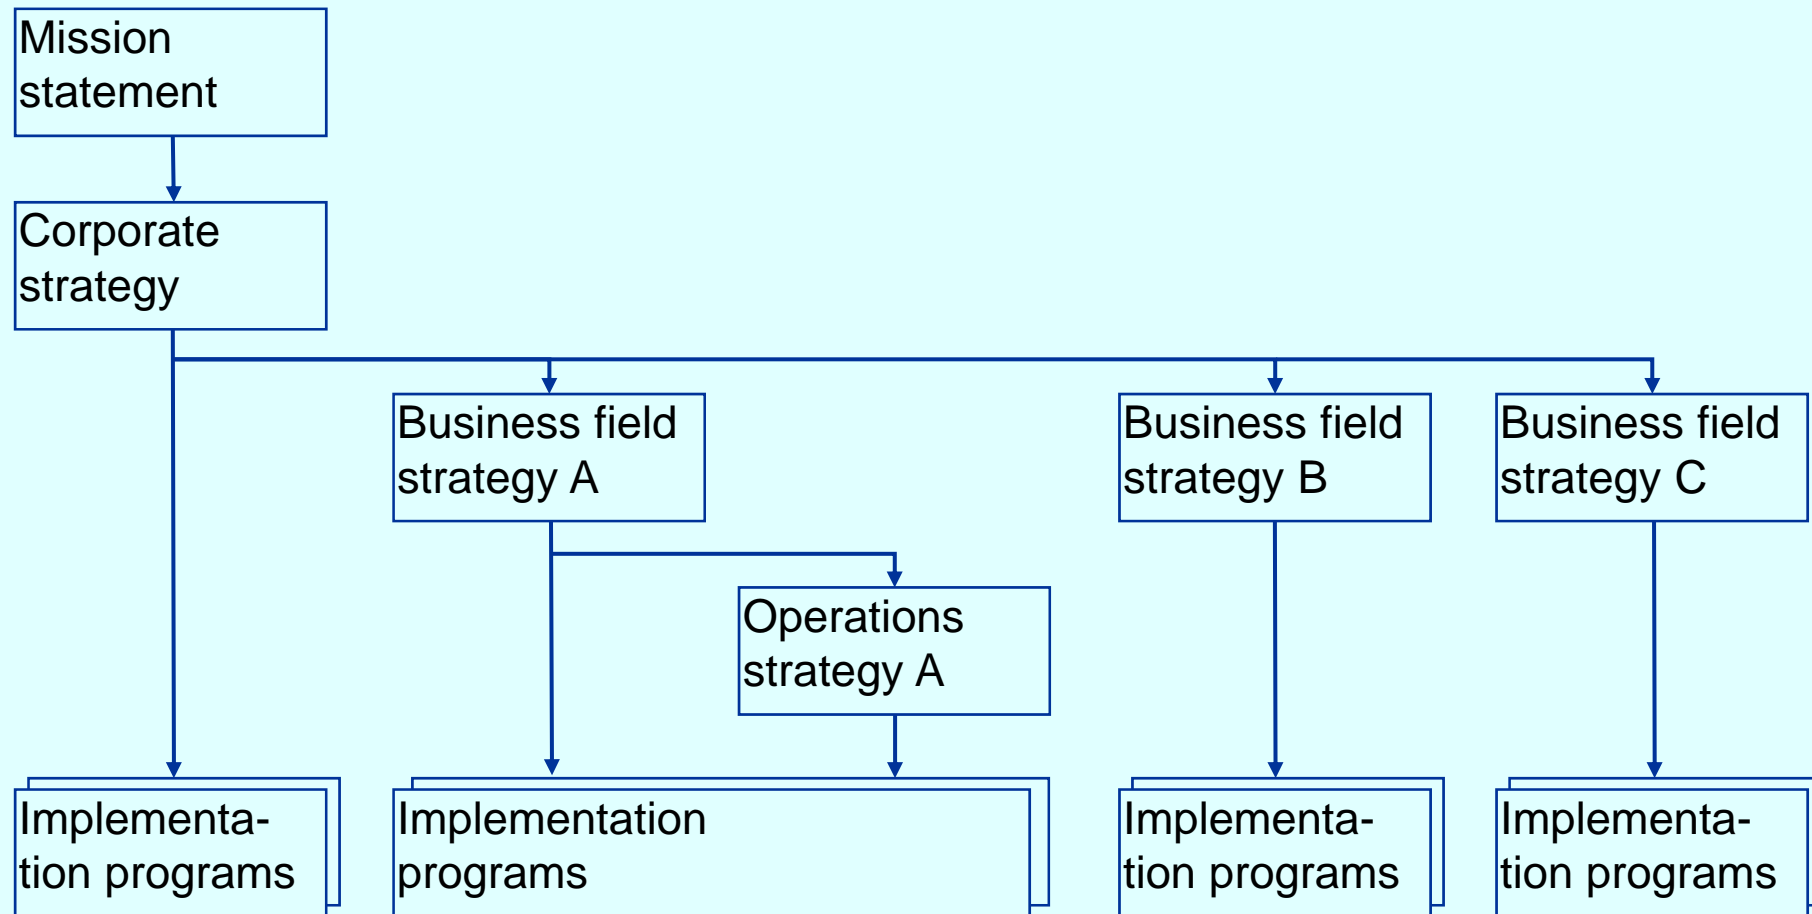 Mission
statement
Corporate
strategy
Business field
strategy A
Business field
strategy B
Business field
strategy C
Operations
strategy A
Implementa-
tion programs
Implementation
programs
Implementa-
tion programs
Implementa-
tion programs